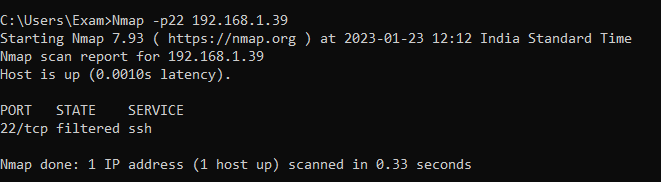 C:\Users\Exam>Nmap -p22 192.168.1.39
Starting Nmap 7.93 ( https://nmap.org ) at 2023-01-23 12:12 India Standard Time
Nmap scan report for 192.168.1.39
Host is up (0.0010s latency).
PORT   STATE    SERVICE
22/tcp filtered ssh
Nmap done: 1 IP address (1 host up) scanned in 0.33 seconds